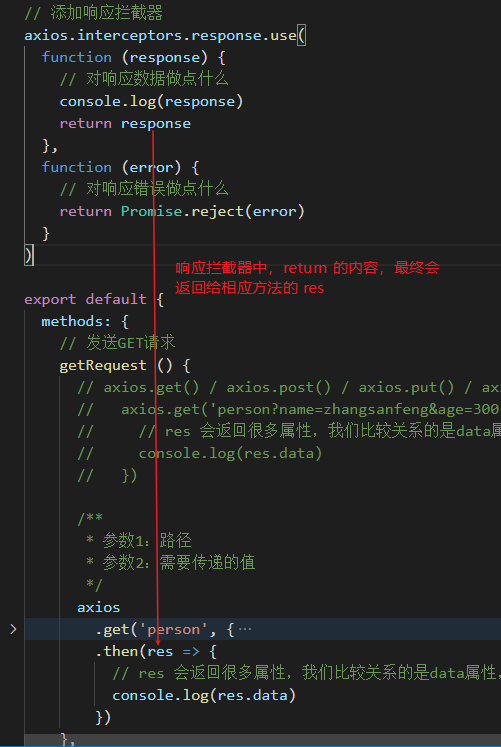 // 添加响应拦截器
axios.interceptors.response.use(
function (response) {
// 对响应数据做点什么
console.log(response)
return response
},
function (error) {
// 对响应错误做点什么
return Promise.reject(error)
}
)
响应拦截器中，return 的内容，最终会
返回给相应方法的 res
export default {
methods: {
// 发送GET请求
getRequest () {
// axios.get() / axios.post() / axios.put() / ax
// axios.get('person?name=zhangsanfeng&age=300
// // res 会返回很多属性，我们比较关系的是data属
// console.log(res.data)
// })
/**
* 参数1：路径
* 参数2：需要传递的值
*/
axios
.get('person', {…
.then(res => {
// res 会返回很多属性，我们比较关系的是data属性，
console.log(res.data)
})
},